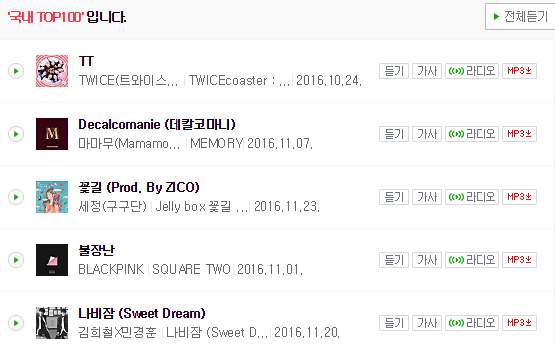 '국내 TOP100' 입니다.
전체듣기
TT
TWICE(트와이스... | TWICEcoaster : ... | 2016.10.24.
듣기 가사 라디오 MP3
Decalcomanie (데칼코마니)
마마무(Mamamo... | MEMORY 2016.11.07.
듣기 가사 라디오 MP3
꽃길 (Prod. By ZICO)
세정(구구단) | Jelly box 꽃길 ... | 2016.11.23.
듣기 가사 라디오 MP3
불장난
BLACKPINK | SQUARE TWO | 2016.11.01.
듣기 가사 라디오 MP3
나비잠 (Sweet Dream)
김희철X민경훈 | 나비잠 (Sweet D... | 2016.11.20.
듣기 가사 라디오 MP3